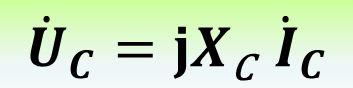 U̇_C = jX_C İ_C